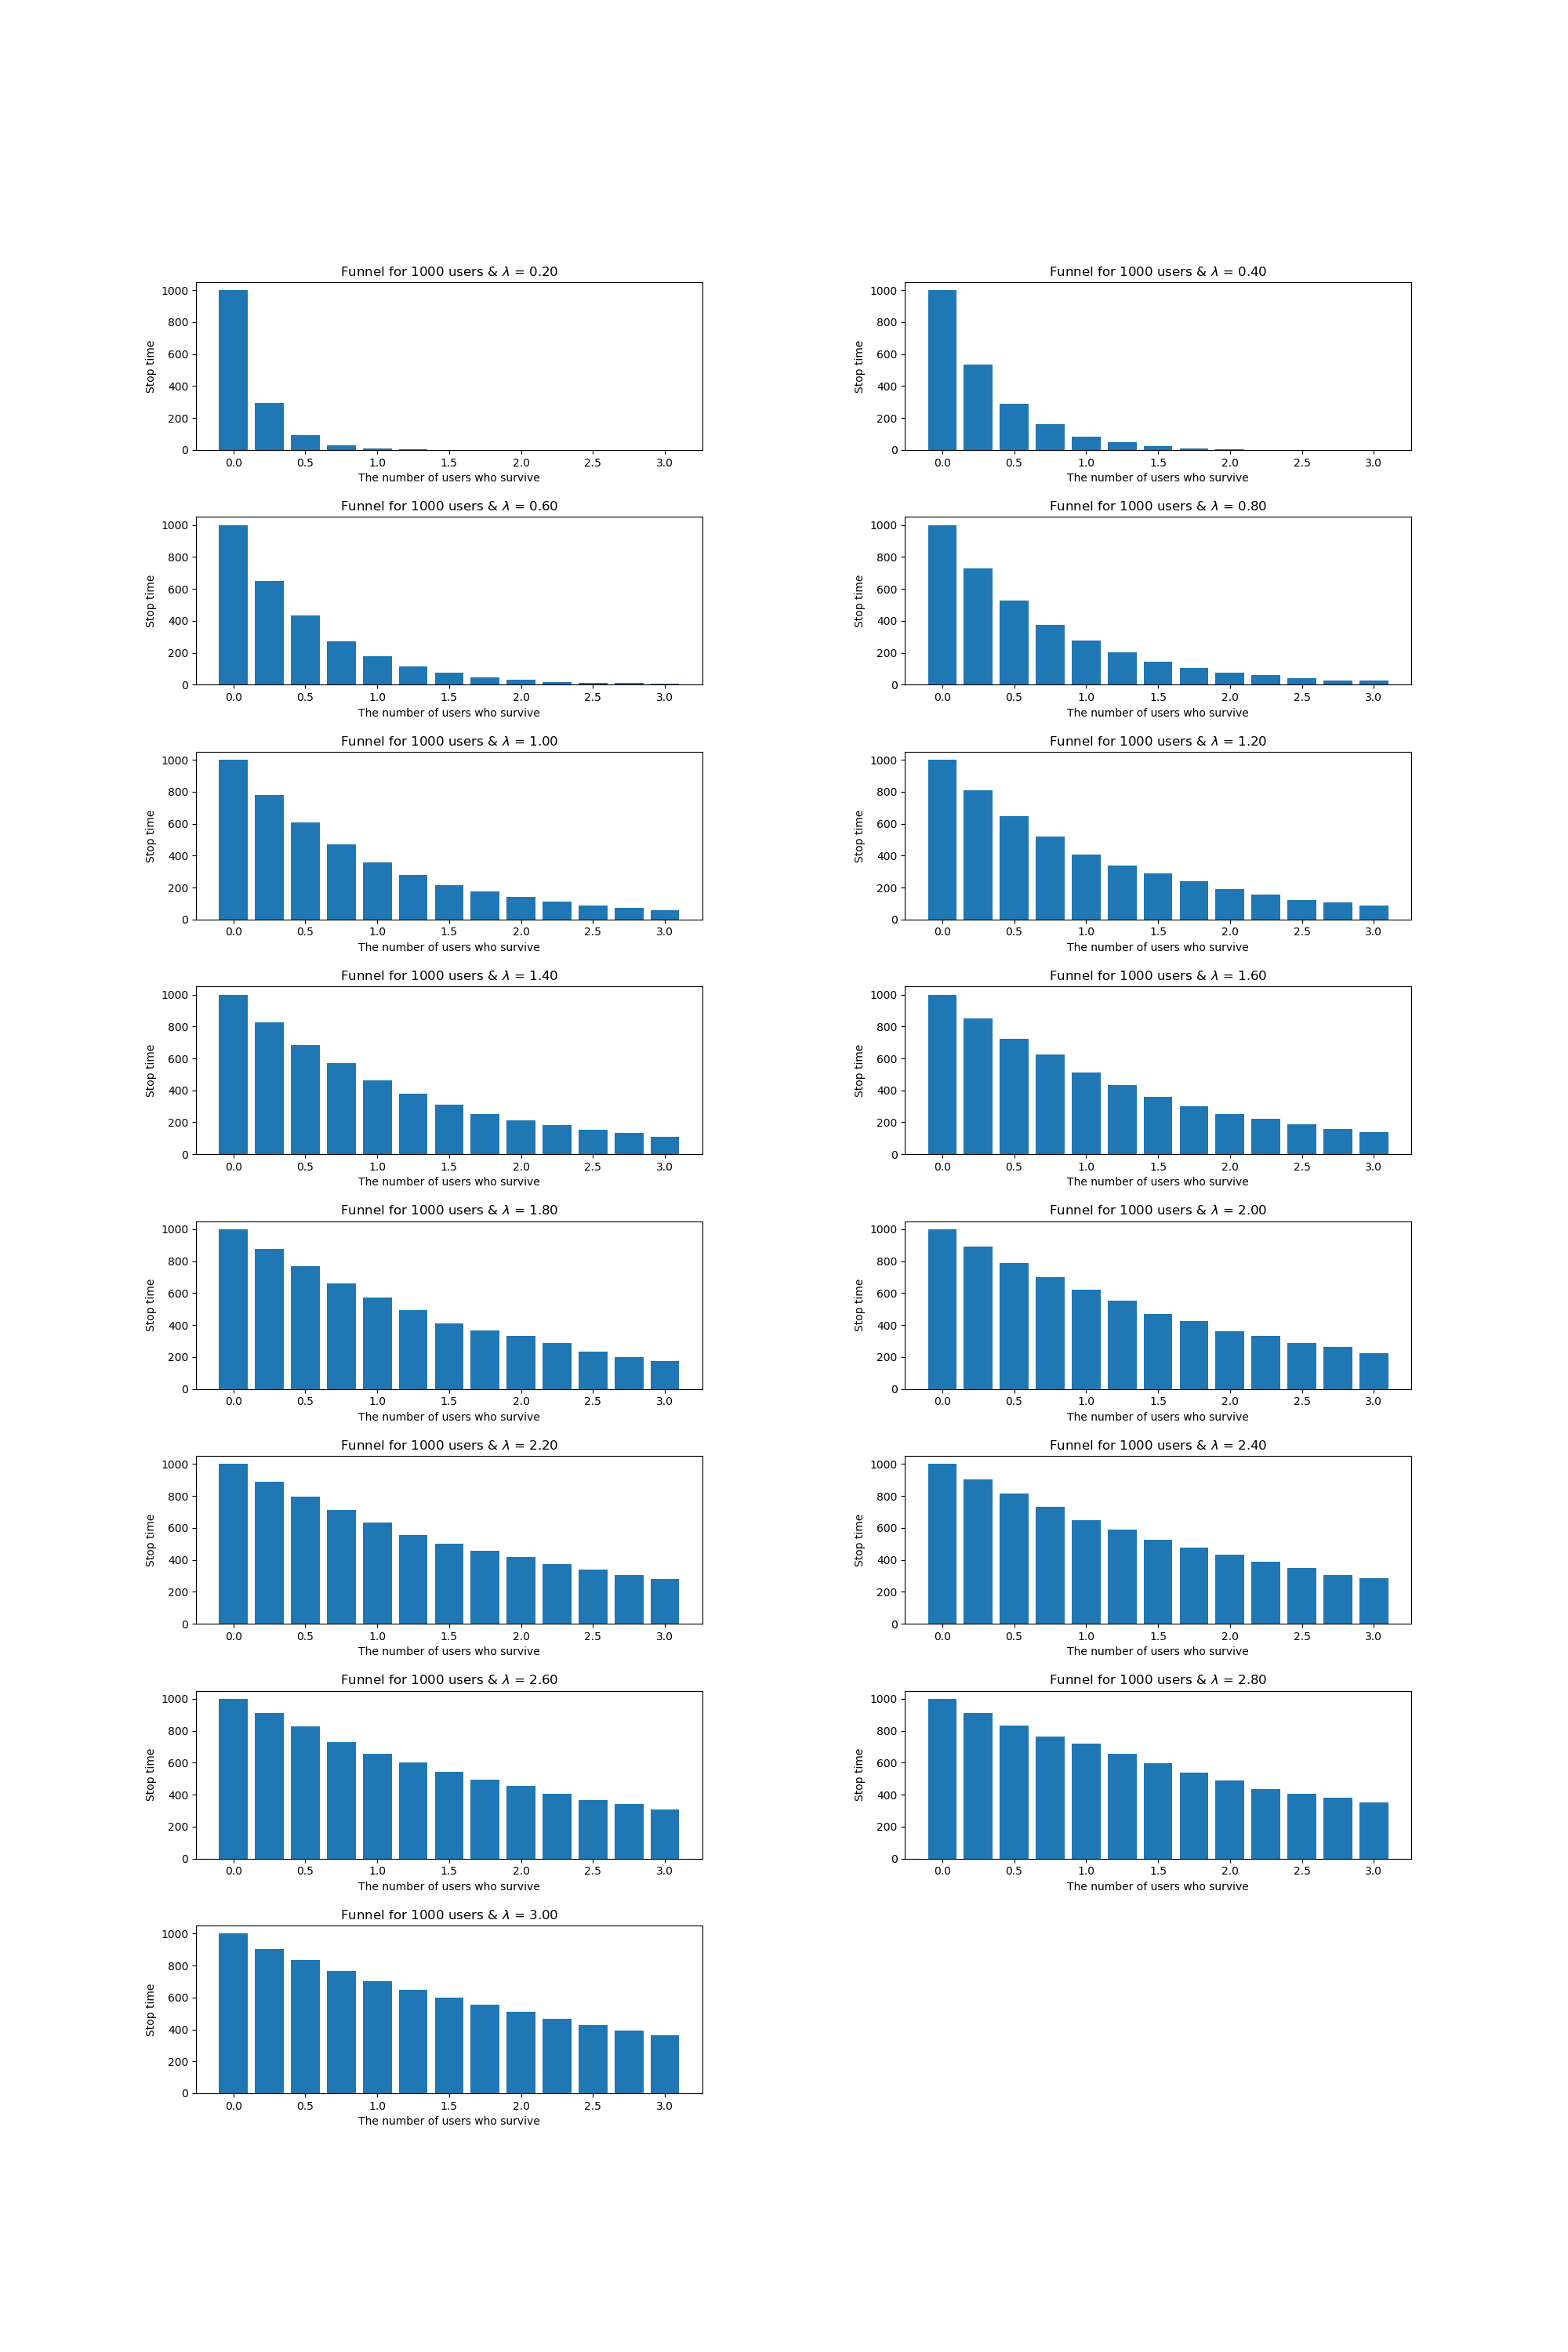 Funnel for 1000 users & λ = 0.20
Stop time
1000
800
600
400
200
0
0.0 0.5 1.0 1.5 2.0 2.5 3.0
The number of users who survive
Funnel for 1000 users & λ = 0.40
Stop time
1000
800
600
400
200
0
0.0 0.5 1.0 1.5 2.0 2.5 3.0
The number of users who survive
Funnel for 1000 users & λ = 0.60
Stop time
1000
800
600
400
200
0
0.0 0.5 1.0 1.5 2.0 2.5 3.0
The number of users who survive
Funnel for 1000 users & λ = 0.80
Stop time
1000
800
600
400
200
0
0.0 0.5 1.0 1.5 2.0 2.5 3.0
The number of users who survive
Funnel for 1000 users & λ = 1.00
Stop time
1000
800
600
400
200
0
0.0 0.5 1.0 1.5 2.0 2.5 3.0
The number of users who survive
Funnel for 1000 users & λ = 1.20
Stop time
1000
800
600
400
200
0
0.0 0.5 1.0 1.5 2.0 2.5 3.0
The number of users who survive
Funnel for 1000 users & λ = 1.40
Stop time
1000
800
600
400
200
0
0.0 0.5 1.0 1.5 2.0 2.5 3.0
The number of users who survive
Funnel for 1000 users & λ = 1.60
Stop time
1000
800
600
400
200
0
0.0 0.5 1.0 1.5 2.0 2.5 3.0
The number of users who survive
Funnel for 1000 users & λ = 1.80
Stop time
1000
800
600
400
200
0
0.0 0.5 1.0 1.5 2.0 2.5 3.0
The number of users who survive
Funnel for 1000 users & λ = 2.00
Stop time
1000
800
600
400
200
0
0.0 0.5 1.0 1.5 2.0 2.5 3.0
The number of users who survive
Funnel for 1000 users & λ = 2.20
Stop time
1000
800
600
400
200
0
0.0 0.5 1.0 1.5 2.0 2.5 3.0
The number of users who survive
Funnel for 1000 users & λ = 2.40
Stop time
1000
800
600
400
200
0
0.0 0.5 1.0 1.5 2.0 2.5 3.0
The number of users who survive
Funnel for 1000 users & λ = 2.60
Stop time
1000
800
600
400
200
0
0.0 0.5 1.0 1.5 2.0 2.5 3.0
The number of users who survive
Funnel for 1000 users & λ = 2.80
Stop time
1000
800
600
400
200
0
0.0 0.5 1.0 1.5 2.0 2.5 3.0
The number of users who survive
Funnel for 1000 users & λ = 3.00
Stop time
1000
800
600
400
200
0
0.0 0.5 1.0 1.5 2.0 2.5 3.0
The number of users who survive